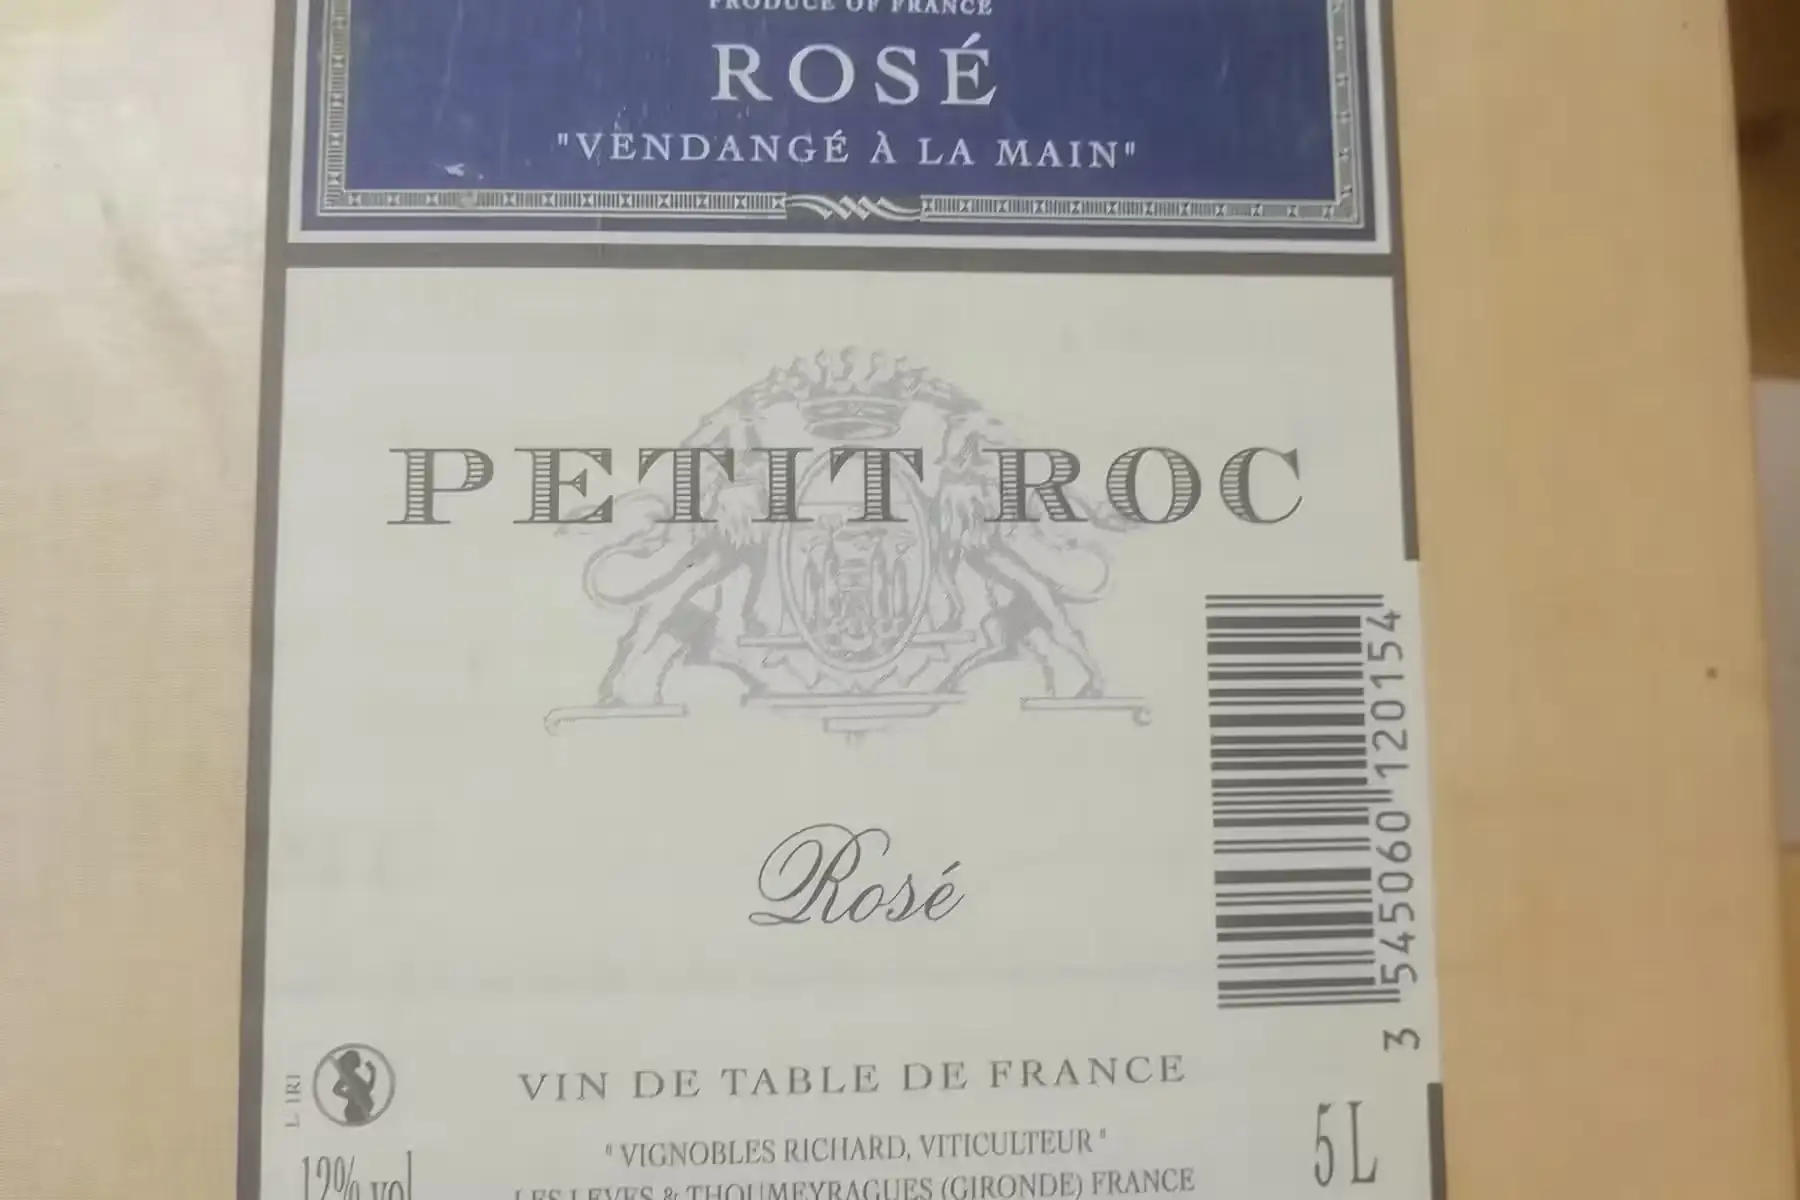 PRODUCE OF FRANCE
ROSÉ
"VENDANGÉ À LA MAIN"
PETIT ROC
Rosé
3 545060 120154
L IRI
VIN DE TABLE DE FRANCE
" VIGNOBLES RICHARD, VITICULTEUR "
5 L
12% vol
LES LEVES & THOUMEYRAGUES (GIRONDE) FRANCE